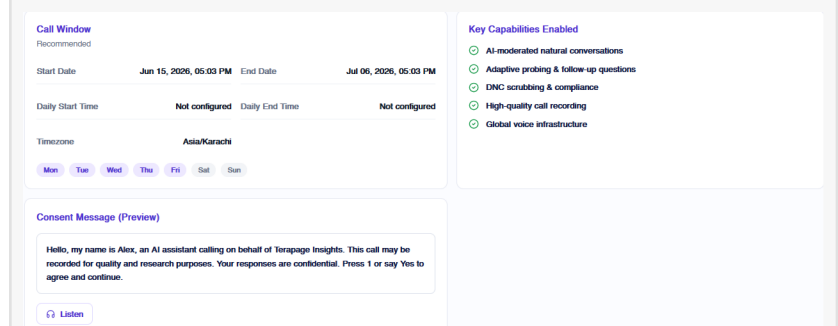 Call Window
Recommended
Start Date Jun 15, 2026, 05:03 PM End Date Jul 06, 2026, 05:03 PM
Daily Start Time Not configured Daily End Time Not configured
Timezone Asia/Karachi
Mon Tue Wed Thu Fri Sat Sun
Key Capabilities Enabled
AI-moderated natural conversations
Adaptive probing & follow-up questions
DNC scrubbing & compliance
High-quality call recording
Global voice infrastructure
Consent Message (Preview)
Hello, my name is Alex, an AI assistant calling on behalf of Terapage Insights. This call may be
recorded for quality and research purposes. Your responses are confidential. Press 1 or say Yes to
agree and continue.
Listen